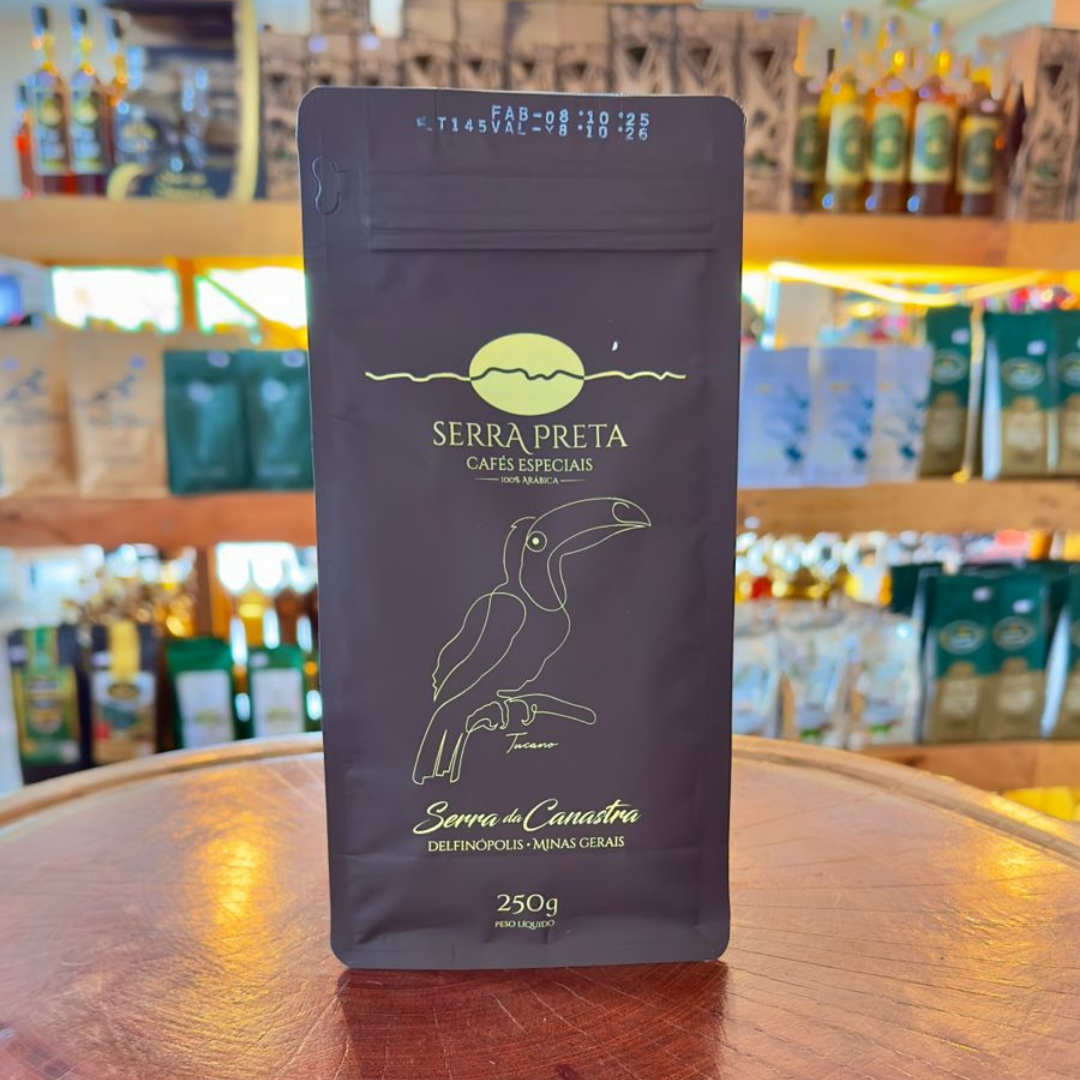 FAB-08 10 25
LT145VAL-08 10 26
SERRA PRETA
CAFÉS ESPECIAIS
100% ARÁBICA
Tucano
Serra da Canastra
DELFINÓPOLIS • MINAS GERAIS
250g
PESO LÍQUIDO